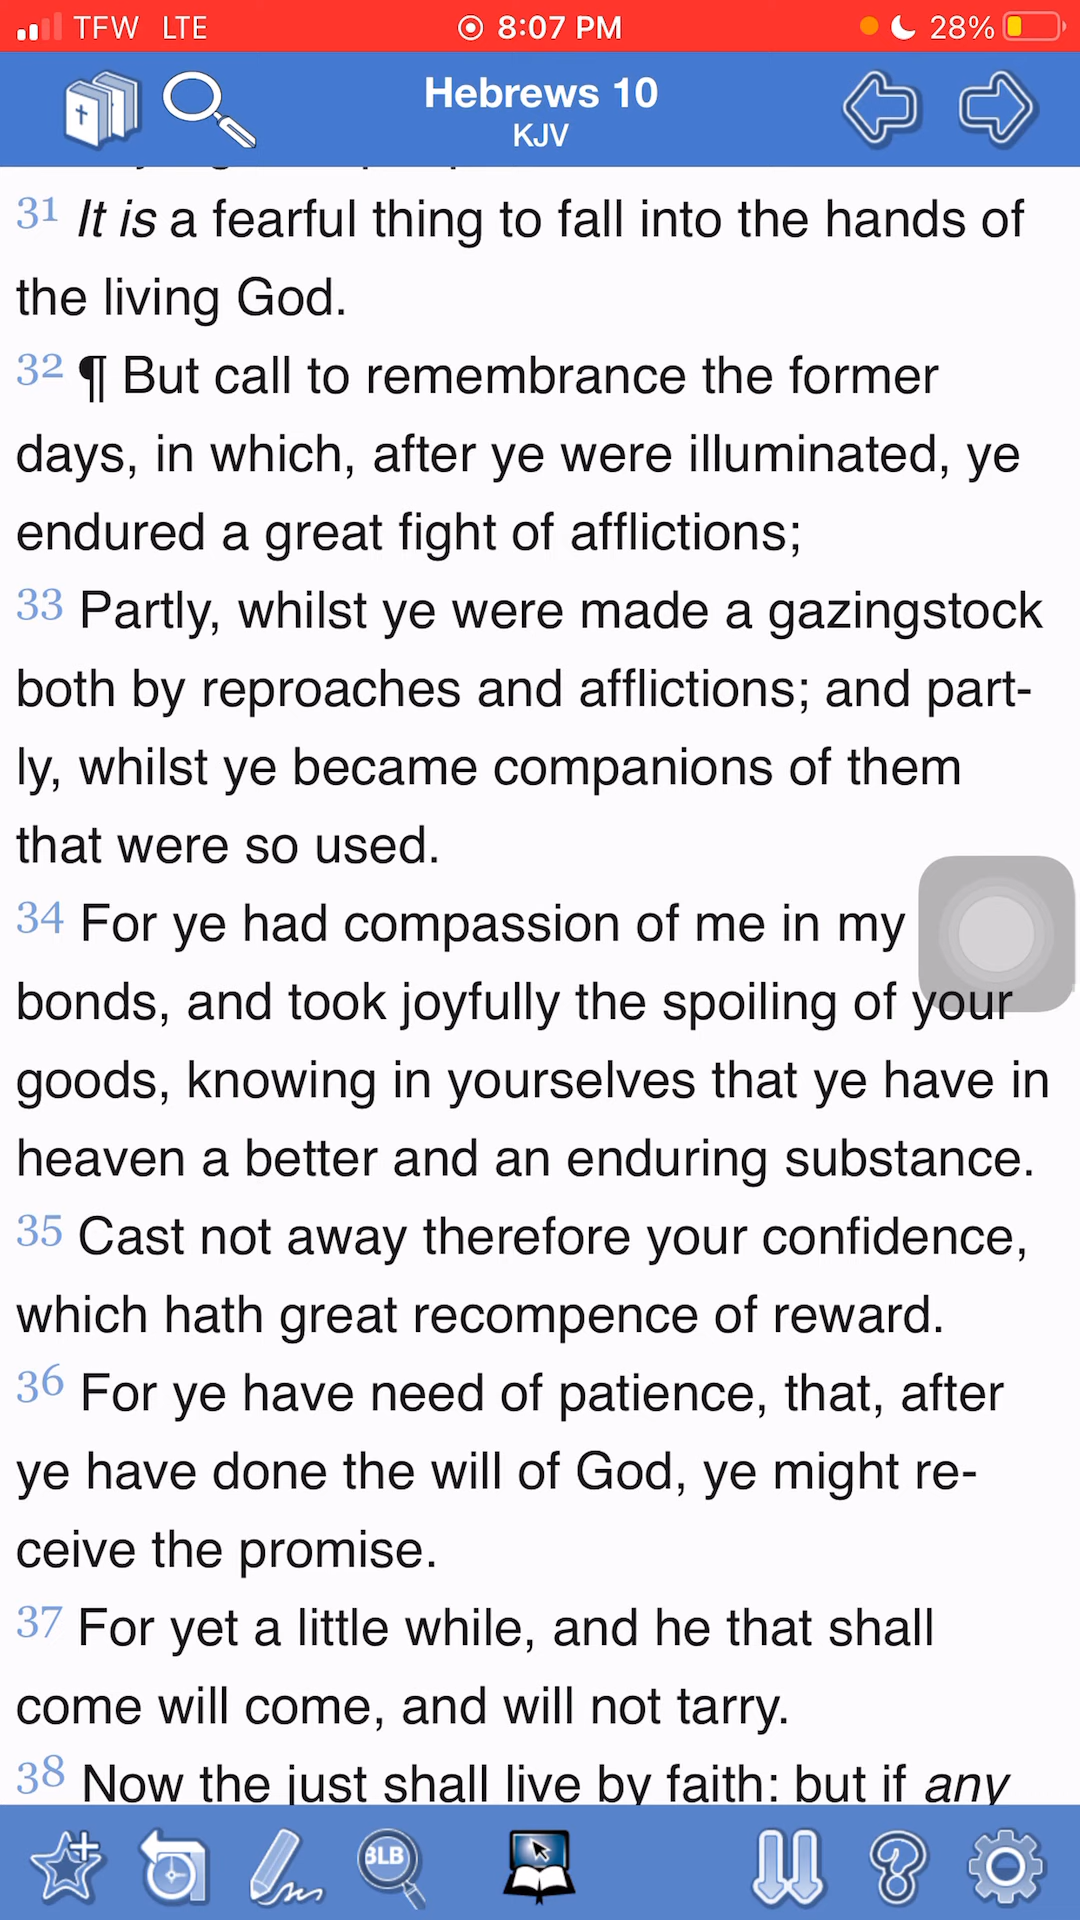 TFW LTE 8:07 PM 28%
Hebrews 10
KJV
31 It is a fearful thing to fall into the hands of
the living God.
32 ¶ But call to remembrance the former
days, in which, after ye were illuminated, ye
endured a great fight of afflictions;
33 Partly, whilst ye were made a gazingstock
both by reproaches and afflictions; and part-
ly, whilst ye became companions of them
that were so used.
34 For ye had compassion of me in my
bonds, and took joyfully the spoiling of your
goods, knowing in yourselves that ye have in
heaven a better and an enduring substance.
35 Cast not away therefore your confidence,
which hath great recompence of reward.
36 For ye have need of patience, that, after
ye have done the will of God, ye might re-
ceive the promise.
37 For yet a little while, and he that shall
come will come, and will not tarry.
38 Now the just shall live by faith: but if any
BLB